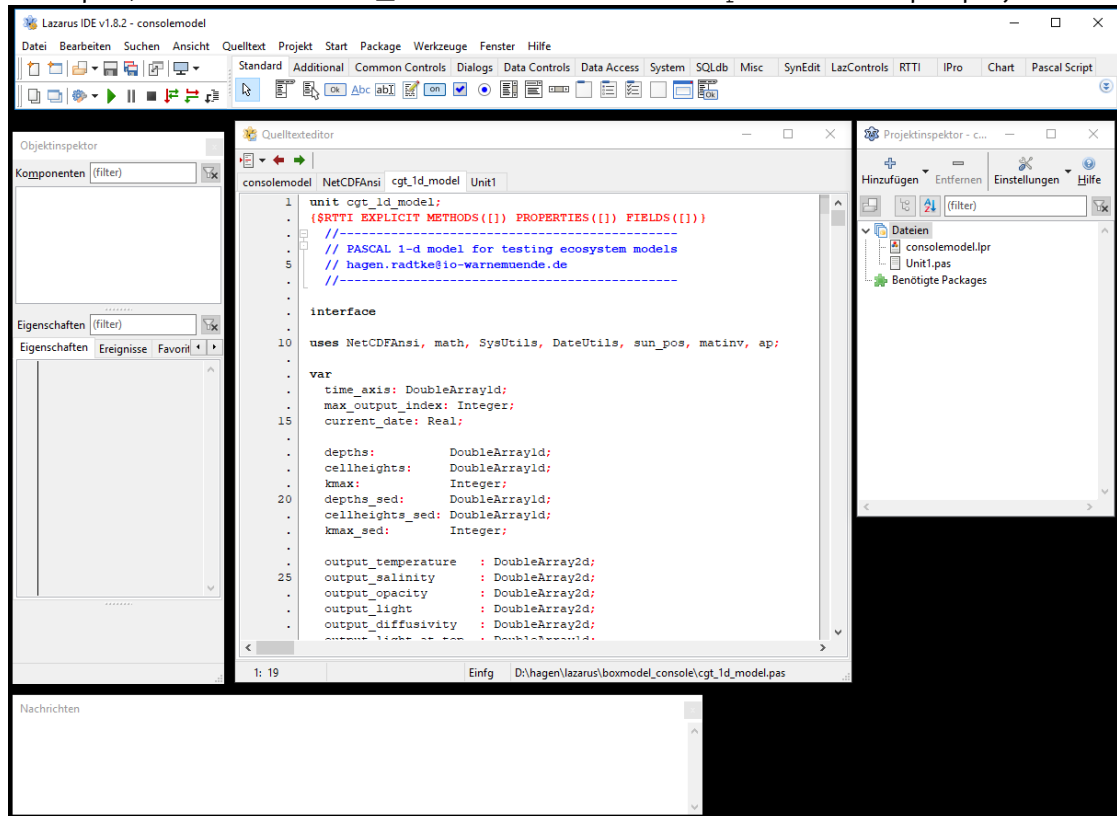 Lazarus IDE v1.8.2 - consolemodel
Datei Bearbeiten Suchen Ansicht Quelltext Projekt Start Package Werkzeuge Fenster Hilfe
Standard Additional Common Controls Dialogs Data Controls Data Access System SQLdb Misc SynEdit LazControls RTTI IPro Chart Pascal Script
Ok Abc abI on
Objektinspektor
Komponenten (filter)
Eigenschaften (filter)
Eigenschaften Ereignisse Favorit
Quelltexteditor
consolemodel NetCDFAnsi cgt_1d_model Unit1
1 unit cgt_1d_model;
. {$RTTI EXPLICIT METHODS([]) PROPERTIES([]) FIELDS([])}
. //----------------------------------------------
. // PASCAL 1-d model for testing ecosystem models
5 // hagen.radtke@io-warnemuende.de
. //----------------------------------------------
.
. interface
.
10 uses NetCDFAnsi, math, SysUtils, DateUtils, sun_pos, matinv, ap;
.
. var
. time_axis: DoubleArray1d;
. max_output_index: Integer;
15 current_date: Real;
.
. depths: DoubleArray1d;
. cellheights: DoubleArray1d;
. kmax: Integer;
20 depths_sed: DoubleArray1d;
. cellheights_sed: DoubleArray1d;
. kmax_sed: Integer;
.
. output_temperature : DoubleArray2d;
25 output_salinity : DoubleArray2d;
. output_opacity : DoubleArray2d;
. output_light : DoubleArray2d;
. output_diffusivity : DoubleArray2d;
1: 19 Einfg D:\hagen\lazarus\boxmodel_console\cgt_1d_model.pas
Projektinspektor - c...
Hinzufügen Entfernen Einstellungen Hilfe
(filter)
Dateien
consolemodel.lpr
Unit1.pas
Benötigte Packages
Nachrichten